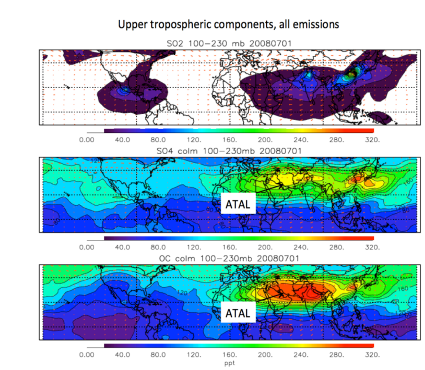 Upper tropospheric components, all emissions
SO2 100-230 mb 20080701
0.00 40.0 80.0 120. 160. 200. 240. 280. 320.
SO4 colm 100-230mb 20080701
ATAL
0.00 40.0 80.0 120. 160. 200. 240. 280. 320.
OC colm 100-230mb 20080701
ATAL
0.00 40.0 80.0 120. 160. 200. 240. 280. 320.
ppt